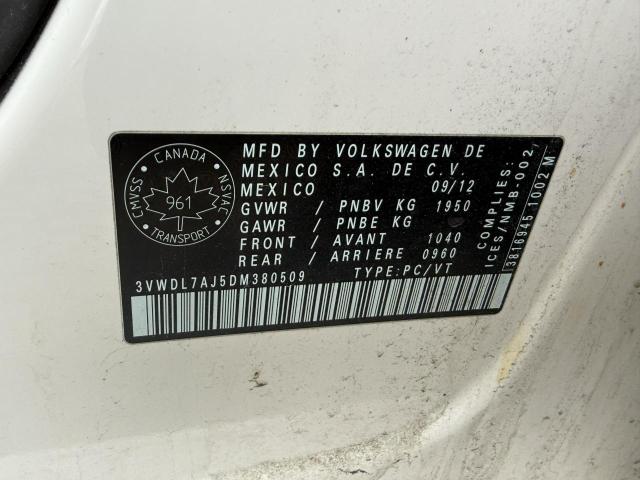 CANADA
CMVSS
961
NSVAC
TRANSPORT
MFD BY VOLKSWAGEN DE
MEXICO S.A. DE C.V.
MEXICO 09/12
GVWR / PNBV KG 1950
GAWR / PNBE KG
FRONT / AVANT 1040
REAR / ARRIERE 0960
3VWDL7AJ5DM380509 TYPE:PC/VT
COMPLIES:
ICES/NMB-002
3816945 1002 M